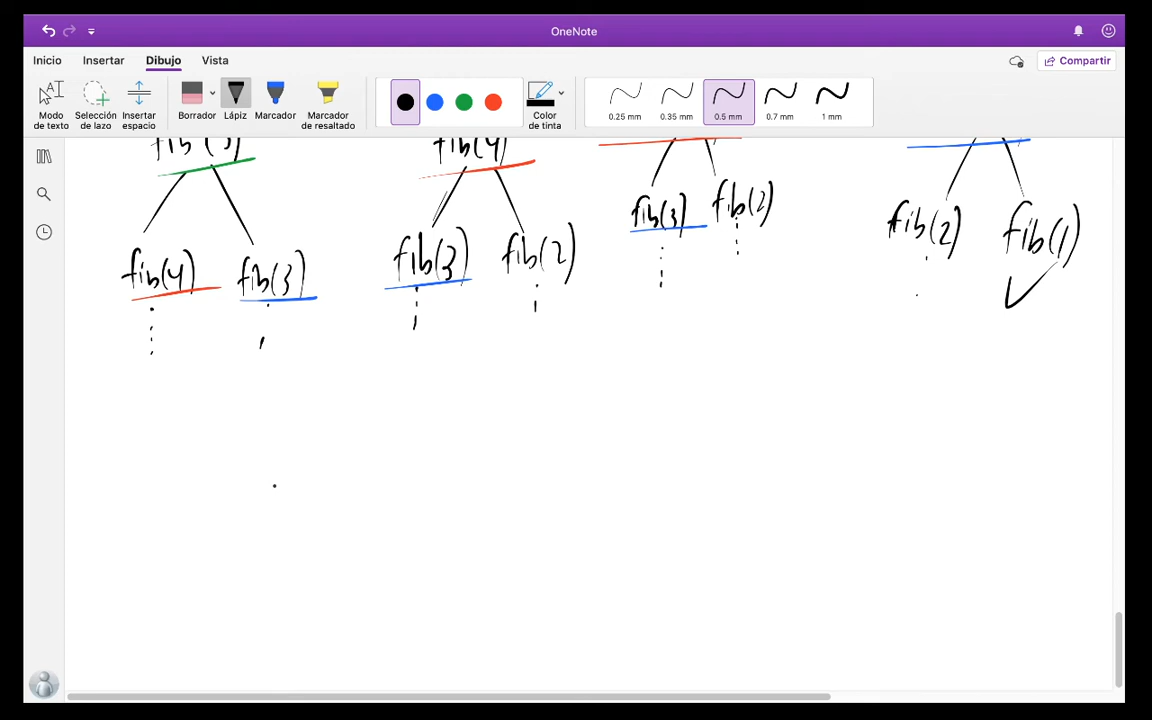 OneNote
Inicio Insertar Dibujo Vista
Compartir
Modo de texto
Selección de lazo
Insertar espacio
Borrador
Lápiz
Marcador
Marcador de resaltado
Color de tinta
0.25 mm
0.35 mm
0.5 mm
0.7 mm
1 mm
fib(5) fib(4)
fib(3) fib(2)
fib(2) fib(1)
fib(4) fib(3) fib(3) fib(2)